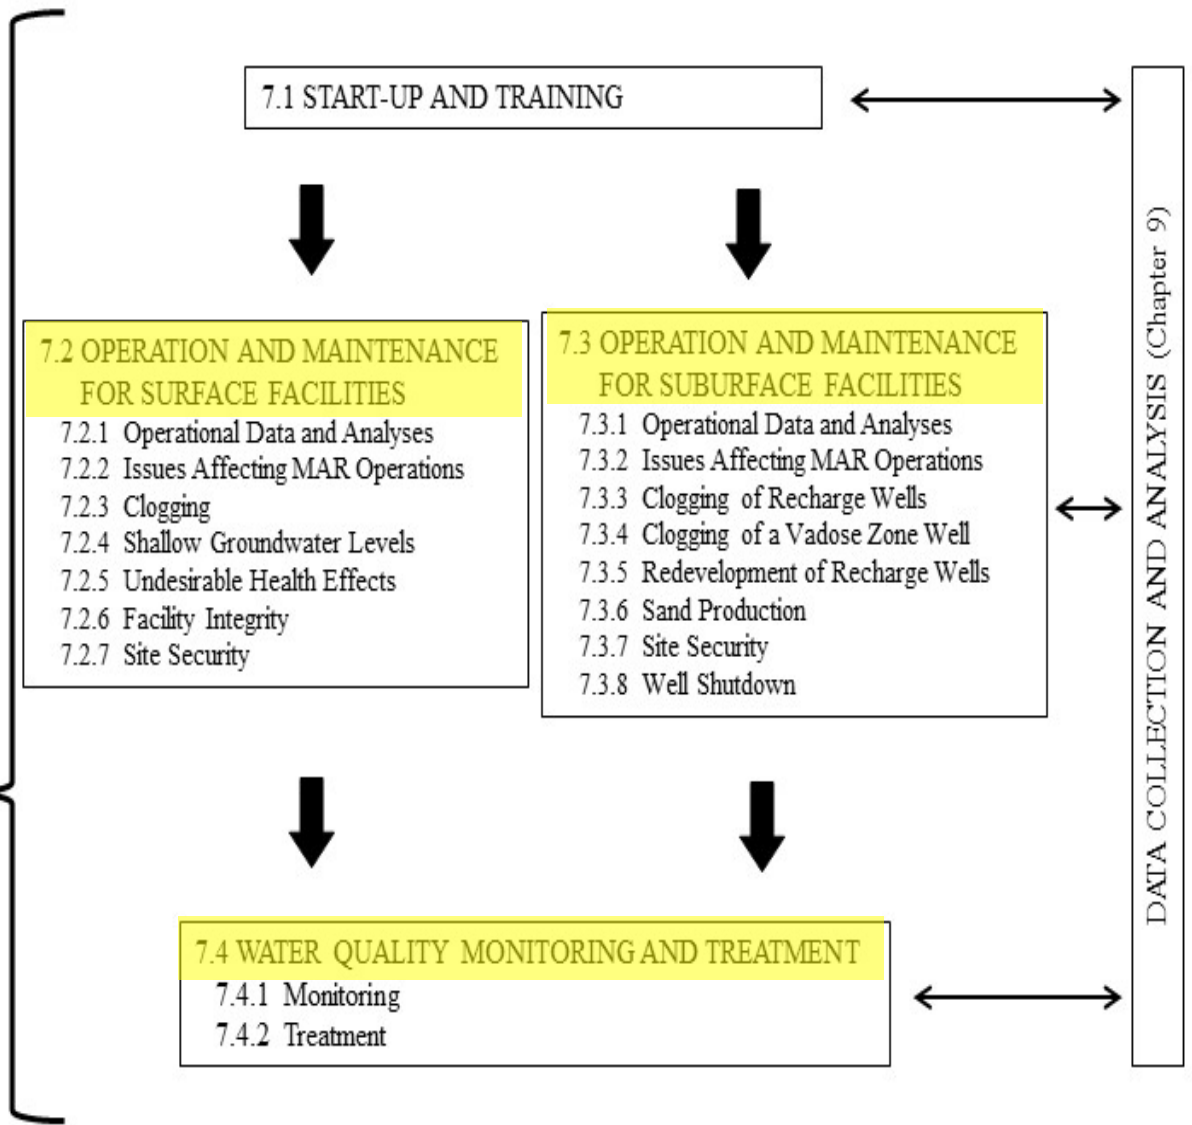 7.1 START-UP AND TRAINING
7.2 OPERATION AND MAINTENANCE
FOR SURFACE FACILITIES
7.2.1 Operational Data and Analyses
7.2.2 Issues Affecting MAR Operations
7.2.3 Clogging
7.2.4 Shallow Groundwater Levels
7.2.5 Undesirable Health Effects
7.2.6 Facility Integrity
7.2.7 Site Security
7.3 OPERATION AND MAINTENANCE
FOR SUBURFACE FACILITIES
7.3.1 Operational Data and Analyses
7.3.2 Issues Affecting MAR Operations
7.3.3 Clogging of Recharge Wells
7.3.4 Clogging of a Vadose Zone Well
7.3.5 Redevelopment of Recharge Wells
7.3.6 Sand Production
7.3.7 Site Security
7.3.8 Well Shutdown
7.4 WATER QUALITY MONITORING AND TREATMENT
7.4.1 Monitoring
7.4.2 Treatment
DATA COLLECTION AND ANALYSIS (Chapter 9)